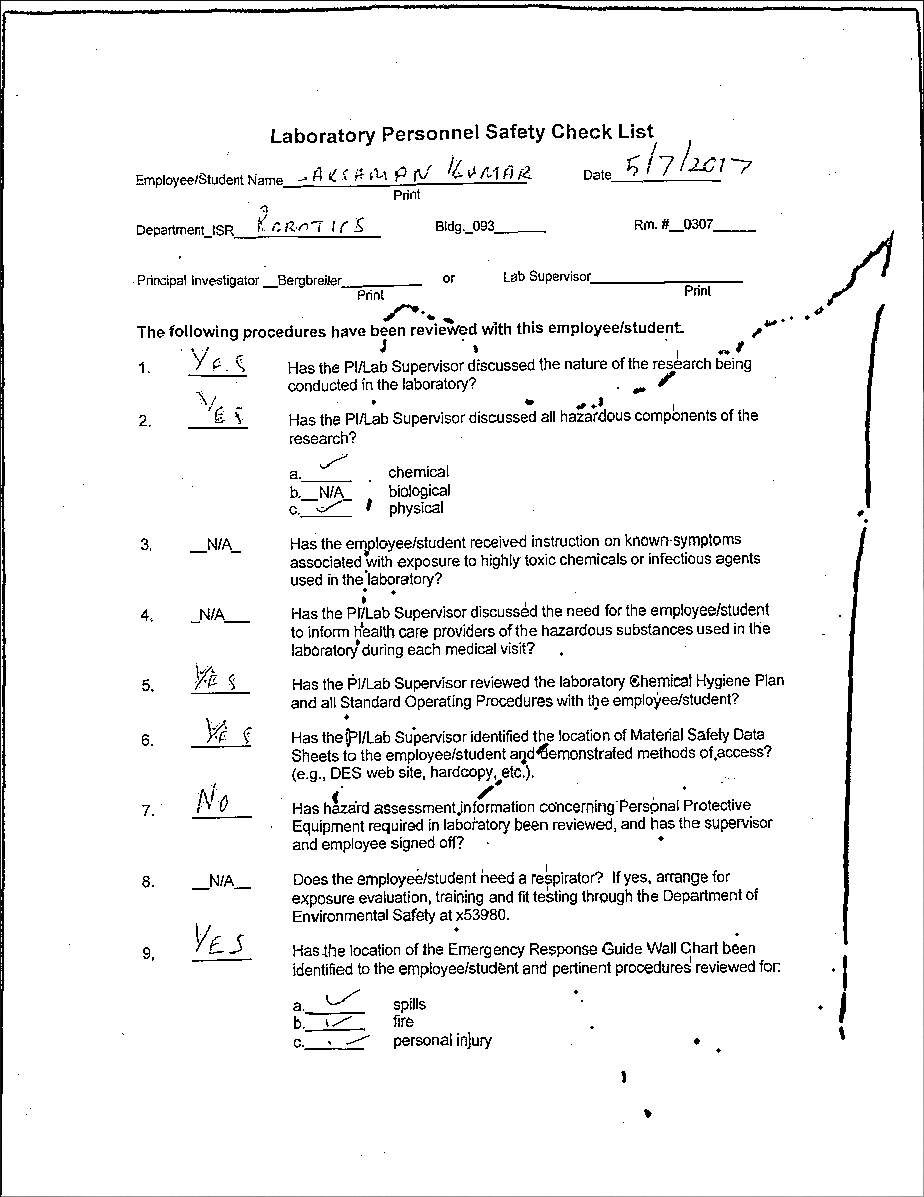 Laboratory Personnel Safety Check List
Employee/Student Name KUMAR Date 5/7/2017
Print
Department_ISR ROBOTICS Bldg._093 Rm. #__0307
Principal Investigator __Bergbreiler or Lab Supervisor
Print Print
The following procedures have been reviewed with this employee/student.
1. YES Has the PI/Lab Supervisor discussed the nature of the research being
conducted in the laboratory?
2. YES Has the PI/Lab Supervisor discussed all hazardous components of the
research?
a. ✓ chemical
b.__N/A_ biological
c. ✓ physical
3. __N/A_ Has the employee/student received instruction on known symptoms
associated with exposure to highly toxic chemicals or infectious agents
used in the laboratory?
4. _N/A__ Has the PI/Lab Supervisor discussed the need for the employee/student
to inform health care providers of the hazardous substances used in the
laboratory during each medical visit?
5. YES Has the PI/Lab Supervisor reviewed the laboratory Chemical Hygiene Plan
and all Standard Operating Procedures with the employee/student?
6. YES Has the PI/Lab Supervisor identified the location of Material Safety Data
Sheets to the employee/student and demonstrated methods of access?
(e.g., DES web site, hardcopy, etc.).
7. NO Has hazard assessment information concerning Personal Protective
Equipment required in laboratory been reviewed, and has the supervisor
and employee signed off?
8. __N/A__ Does the employee/student need a respirator? If yes, arrange for
exposure evaluation, training and fit testing through the Department of
Environmental Safety at x53980.
9. YES Has the location of the Emergency Response Guide Wall Chart been
identified to the employee/student and pertinent procedures reviewed for:
a. ✓ spills
b. ✓ fire
c. ✓ personal injury